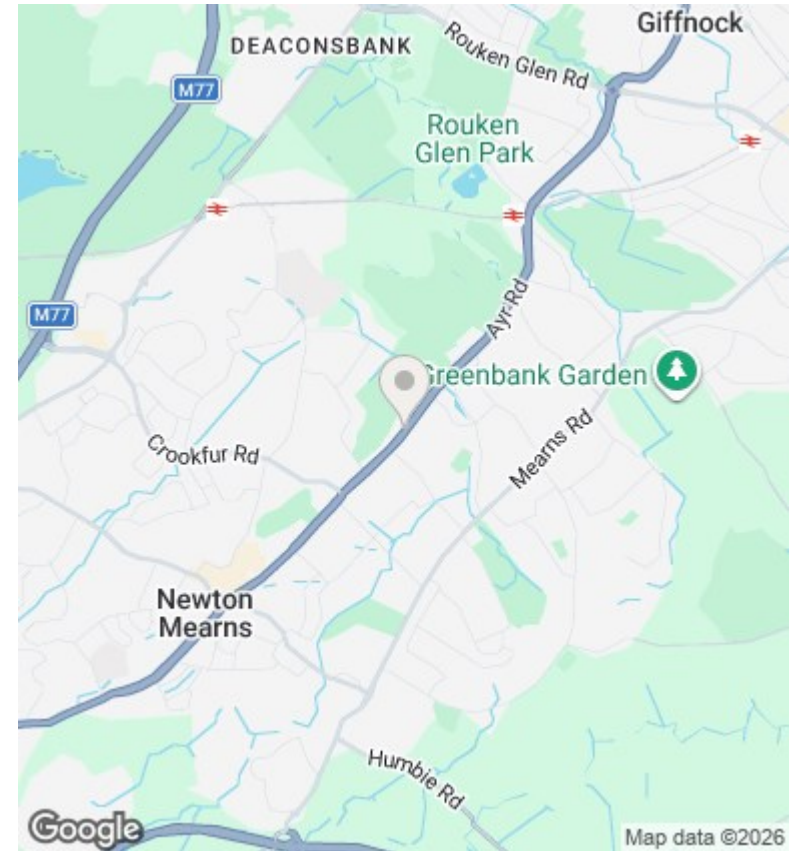 Giffnock
DEACONSBANK
Rouken Glen Rd
M77
Rouken
Glen Park
M77
Ayr Rd
Greenbank Garden
Crookfur Rd
Mearns Rd
Newton
Mearns
Humbie Rd
Google
Map data ©2026